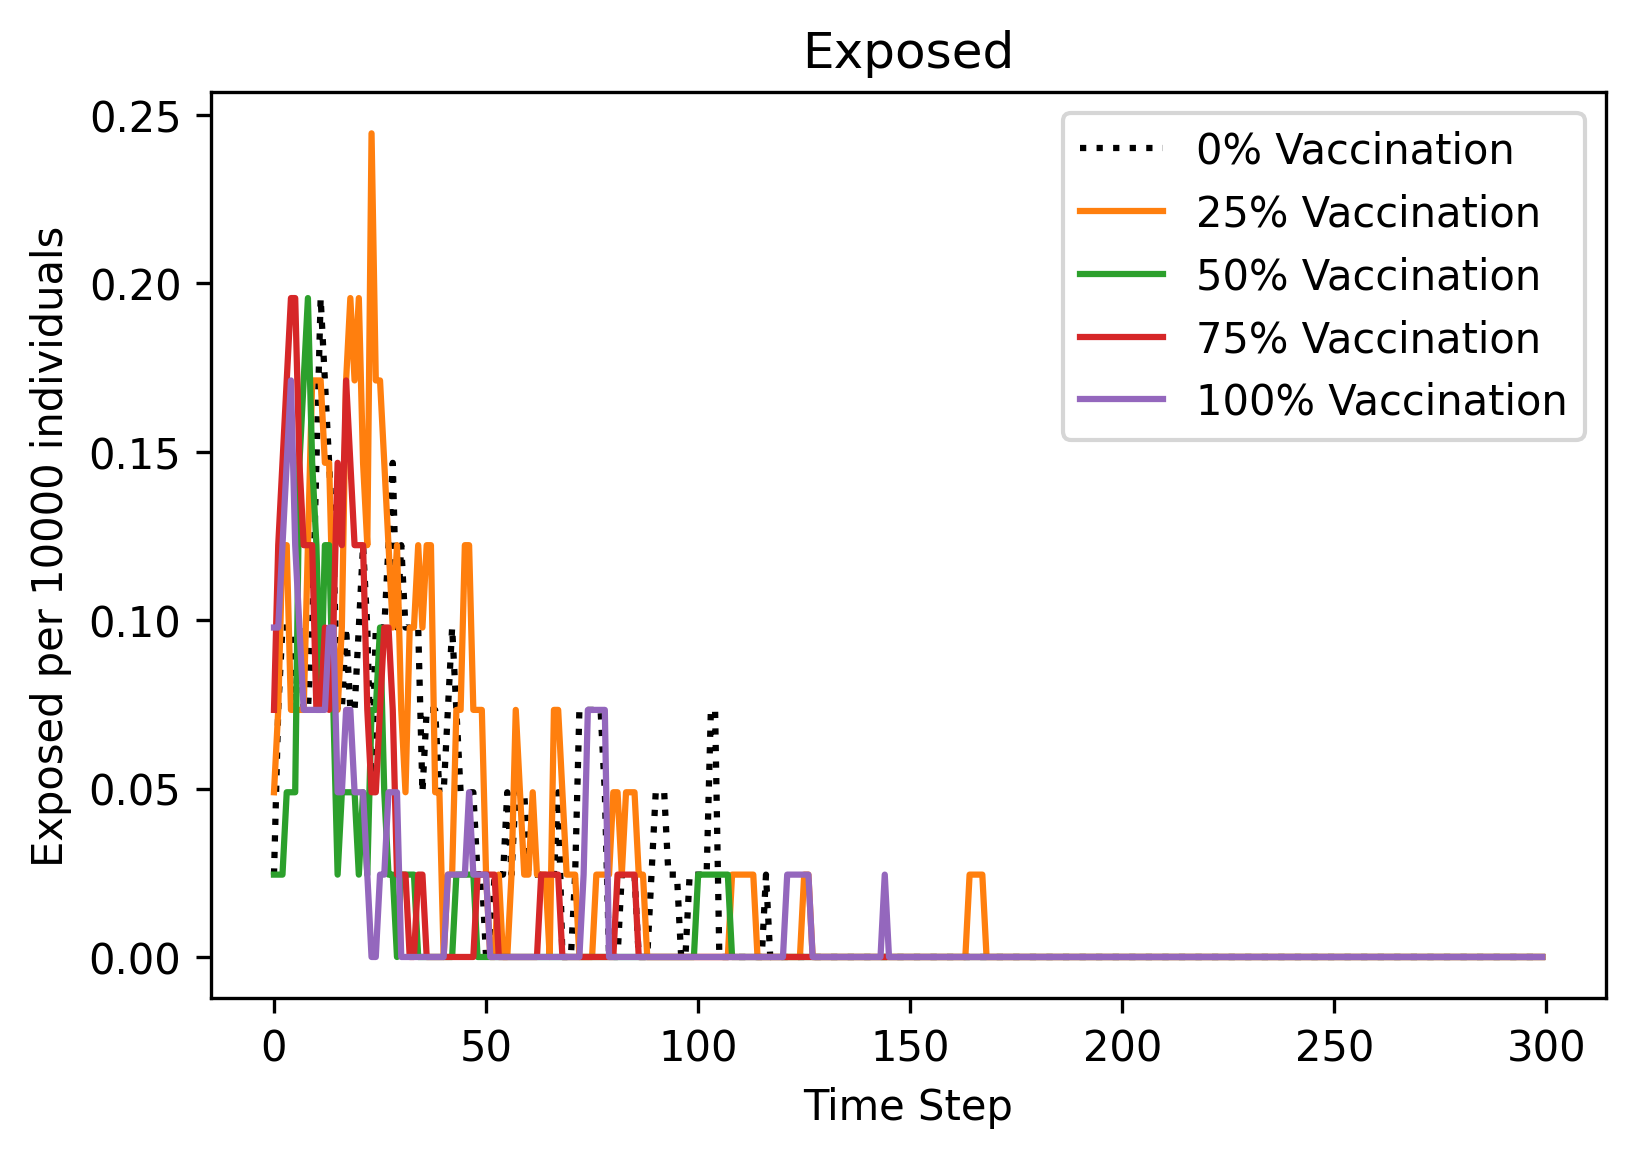 Exposed
0.25
0.20
0.15
0.10
0.05
0.00
Exposed per 10000 individuals
0% Vaccination
25% Vaccination
50% Vaccination
75% Vaccination
100% Vaccination
0 50 100 150 200 250 300
Time Step